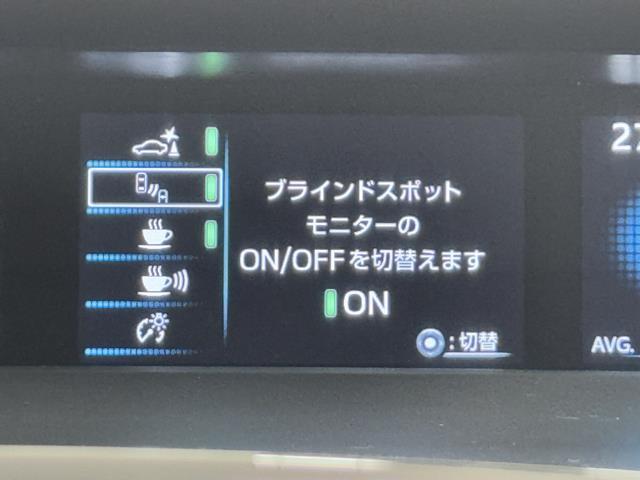 ブラインドスポット
モニターの
ON/OFFを切替えます
ON
:切替
27
AVG.